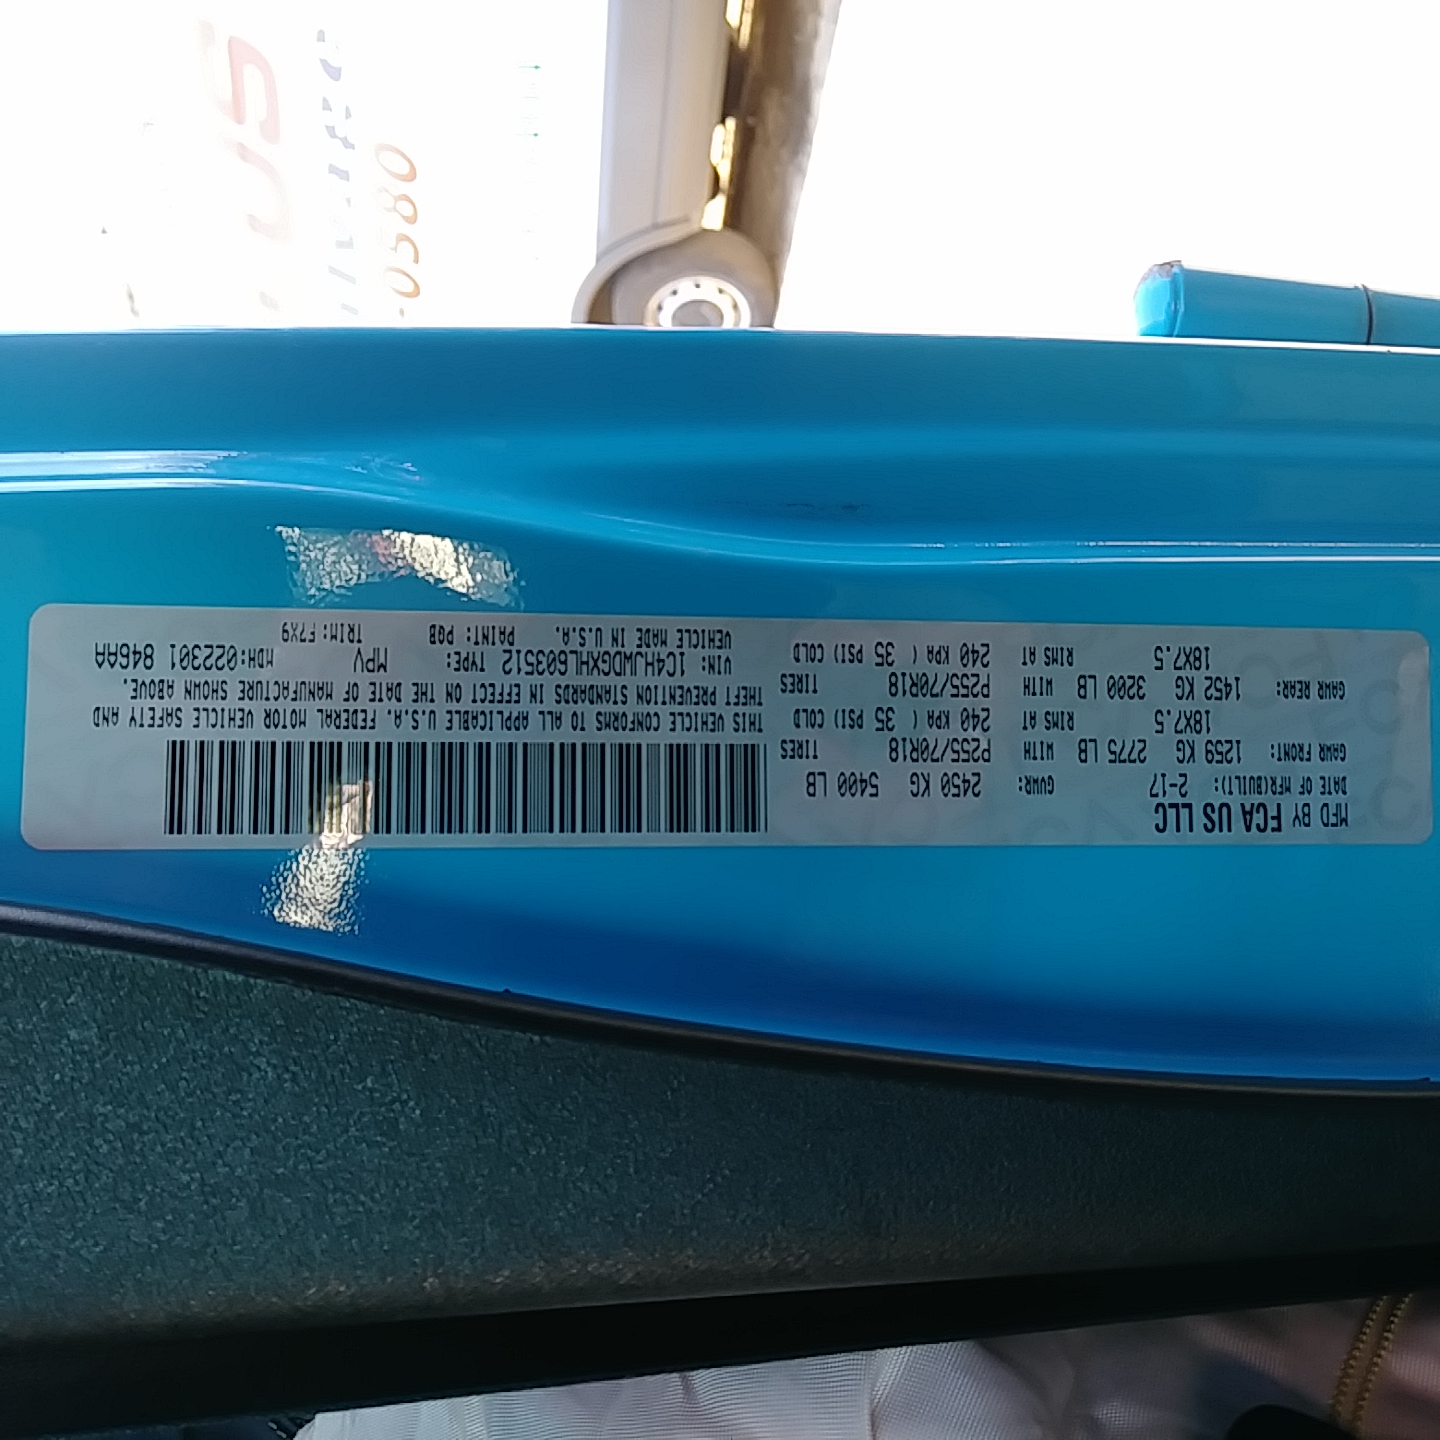 MFD BY FCA US LLC
DATE OF MFR(BUILT): 2-17 GVWR: 2450 KG 5400 LB
GAWR FRONT: 1259 KG 2775 LB WITH P255/70R18 TIRES
18X7.5 RIMS AT 240 KPA ( 35 PSI) COLD
GAWR REAR: 1452 KG 3200 LB WITH P255/70R18 TIRES
18X7.5 RIMS AT 240 KPA ( 35 PSI) COLD
THIS VEHICLE CONFORMS TO ALL APPLICABLE U.S.A. FEDERAL MOTOR VEHICLE SAFETY AND
THEFT PREVENTION STANDARDS IN EFFECT ON THE DATE OF MANUFACTURE SHOWN ABOVE.
VIN: 1C4HJWDGXHL603512 TYPE: MPV MDH:022301 846AA
VEHICLE MADE IN U.S.A. PAINT: PQB TRIM: F7X9